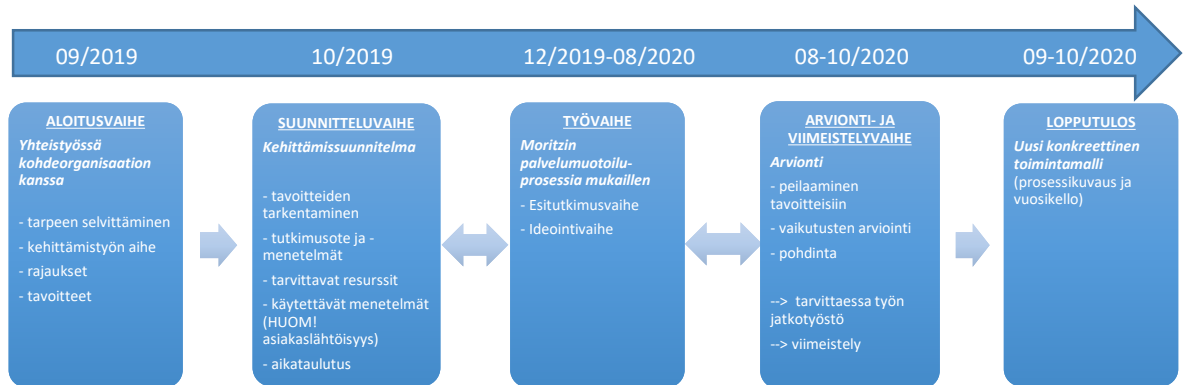 09/2019
10/2019
12/2019-08/2020
08-10/2020
09-10/2020
ALOITUSVAIHE
Yhteistyössä
kohdeorganisaation
kanssa
- tarpeen selvittäminen
- kehittämistyön aihe
- rajaukset
- tavoitteet
SUUNNITTELUVAIHE
Kehittämissuunnitelma
- tavoitteiden
tarkentaminen
- tutkimusote ja -
menetelmät
- tarvittavat resurssit
- käytettävät menetelmät
(HUOM!
asiakaslähtöisyys)
- aikataulutus
TYÖVAIHE
Moritzin
palvelumuotoilu-
prosessia mukaillen
- Esitutkimusvaihe
- Ideointivaihe
ARVIONTI- JA
VIIMEISTELYVAIHE
Arvionti
- peilaaminen
tavoitteisiin
- vaikutusten arviointi
- pohdinta
--> tarvittaessa työn
jatkotyöstö
--> viimeistely
LOPPUTULOS
Uusi konkreettinen
toimintamalli
(prosessikuvaus ja
vuosikello)